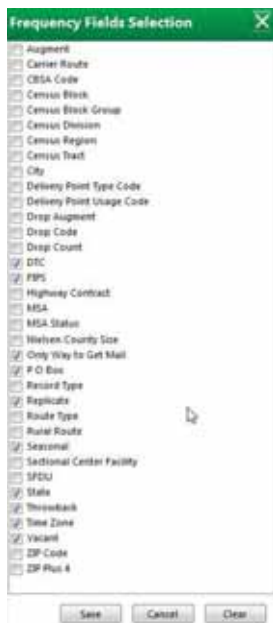 Frequency Fields Selection
Augment
Carrier Route
CBSA Code
Census Block
Census Block Group
Census Division
Census Region
Census Tract
City
Delivery Point Type Code
Delivery Point Usage Code
Drop Augment
Drop Code
Drop Count
DTC
FIPS
Highway Contract
MSA
MSA Status
Nielsen County Size
Only Way to Get Mail
P O Box
Record Type
Replicate
Route Type
Rural Route
Seasonal
Sectional Center Facility
SFDU
State
Throwback
Time Zone
Vacant
ZIP Code
ZIP Plus 4
Save Cancel Clear